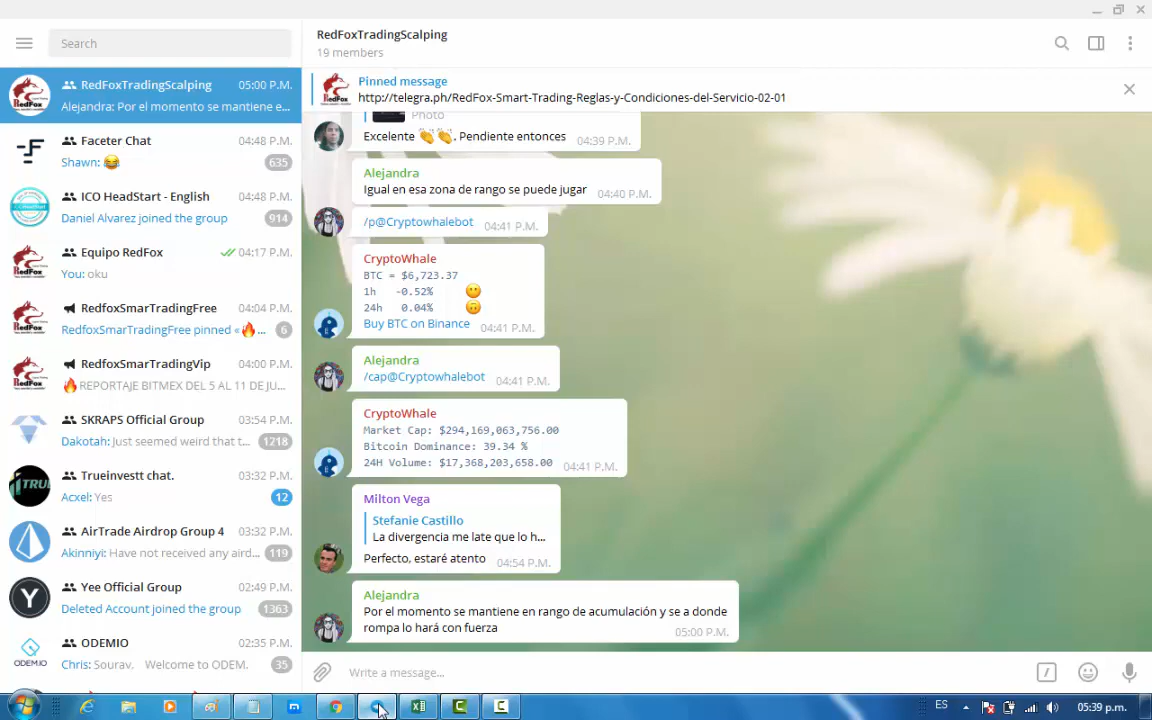 Search
RedFoxTradingScalping 05:00 P.M.
Alejandra: Por el momento se mantiene e...
Faceter Chat 04:48 P.M.
Shawn: 😂 635
ICO HeadStart - English 04:48 P.M.
Daniel Alvarez joined the group 914
Equipo RedFox 04:17 P.M.
You: oku
RedfoxSmarTradingFree 04:04 P.M.
RedfoxSmarTradingFree pinned «🔥... 6
RedfoxSmarTradingVip 04:00 P.M.
🔥REPORTAJE BITMEX DEL 5 AL 11 DE JU...
SKRAPS Official Group 03:54 P.M.
Dakotah: Just seemed weird that t... 1218
Trueinvestt chat. 03:32 P.M.
Acxel: Yes 12
AirTrade Airdrop Group 4 03:32 P.M.
Akinniyi: Have not received any aird... 119
Yee Official Group 02:49 P.M.
Deleted Account joined the group 1363
ODEMIO 02:35 P.M.
Chris: Sourav. Welcome to ODEM. 35
RedFoxTradingScalping
19 members
Pinned message
http://telegra.ph/RedFox-Smart-Trading-Reglas-y-Condiciones-del-Servicio-02-01
Photo
Excelente 👏 👏. Pendiente entonces 04:39 P.M.
Alejandra
Igual en esa zona de rango se puede jugar 04:40 P.M.
/p@Cryptowhalebot 04:41 P.M.
CryptoWhale
BTC = $6,723.37
1h -0.52% 🙁
24h 0.04% 🙃
Buy BTC on Binance 04:41 P.M.
Alejandra
/cap@Cryptowhalebot 04:41 P.M.
CryptoWhale
Market Cap: $294,169,063,756.00
Bitcoin Dominance: 39.34 %
24H Volume: $17,368,203,658.00 04:41 P.M.
Milton Vega
Stefanie Castillo
La divergencia me late que lo h...
Perfecto, estaré atento 04:54 P.M.
Alejandra
Por el momento se mantiene en rango de acumulación y se a donde
rompa lo hará con fuerza 05:00 P.M.
Write a message...
ES 05:39 p.m.